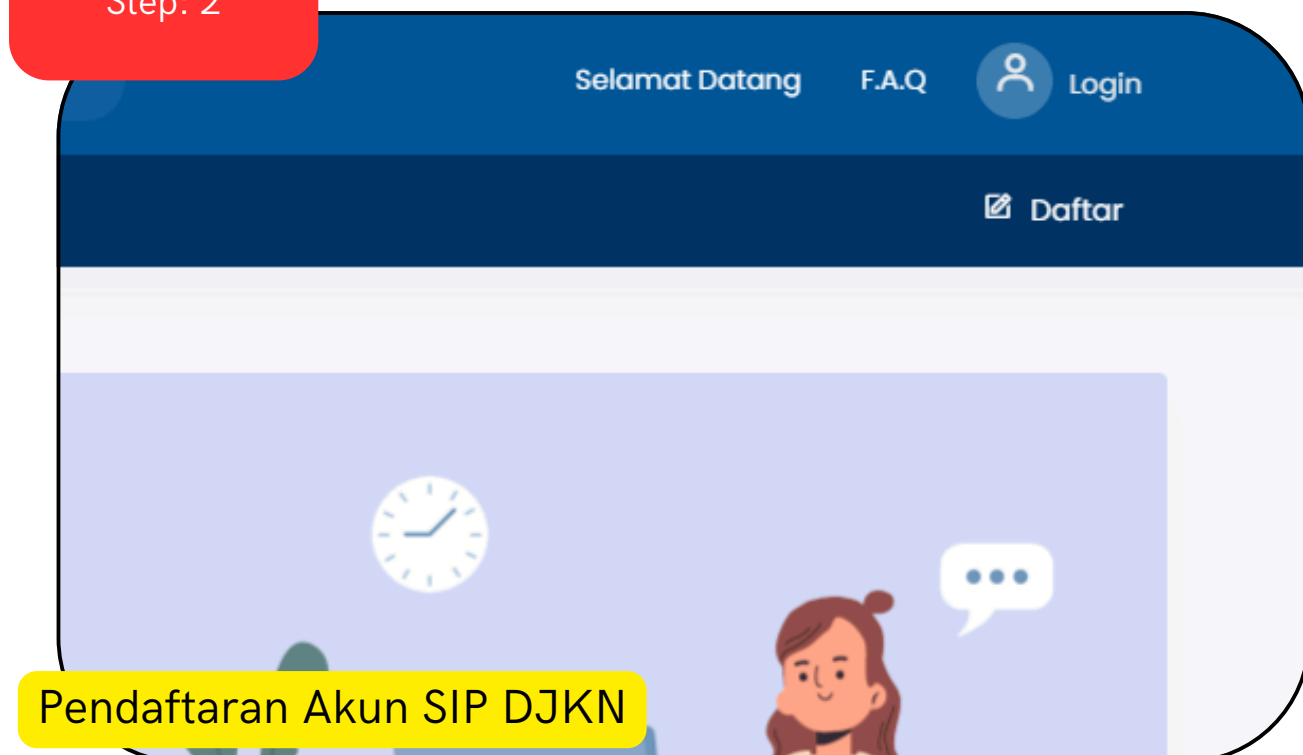 Step: 2
Selamat Datang F.A.Q Login
Daftar
Pendaftaran Akun SIP DJKN